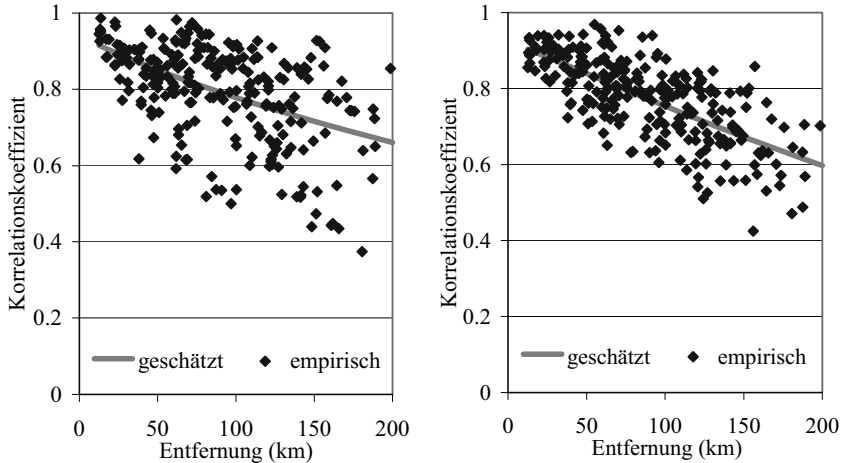 1
0.8
0.6
0.4
0.2
0
Korrelationskoeffizient
geschätzt
empirisch
0
50
100
150
200
Entfernung (km)
1
0.8
0.6
0.4
0.2
0
Korrelationskoeffizient
geschätzt
empirisch
0
50
100
150
200
Entfernung (km)